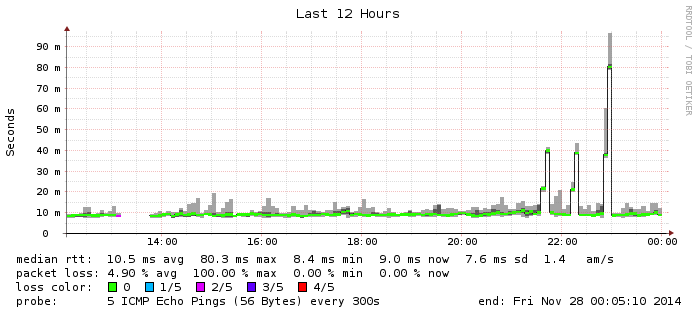 Last 12 Hours
RRDTOOL / TOBI OETIKER
Seconds
90 m
80 m
70 m
60 m
50 m
40 m
30 m
20 m
10 m
0
14:00 16:00 18:00 20:00 22:00 00:00
median rtt: 10.5 ms avg 80.3 ms max 8.4 ms min 9.0 ms now 7.6 ms sd 1.4 am/s
packet loss: 4.90 % avg 100.00 % max 0.00 % min 0.00 % now
loss color: 0 1/5 2/5 3/5 4/5
probe: 5 ICMP Echo Pings (56 Bytes) every 300s end: Fri Nov 28 00:05:10 2014